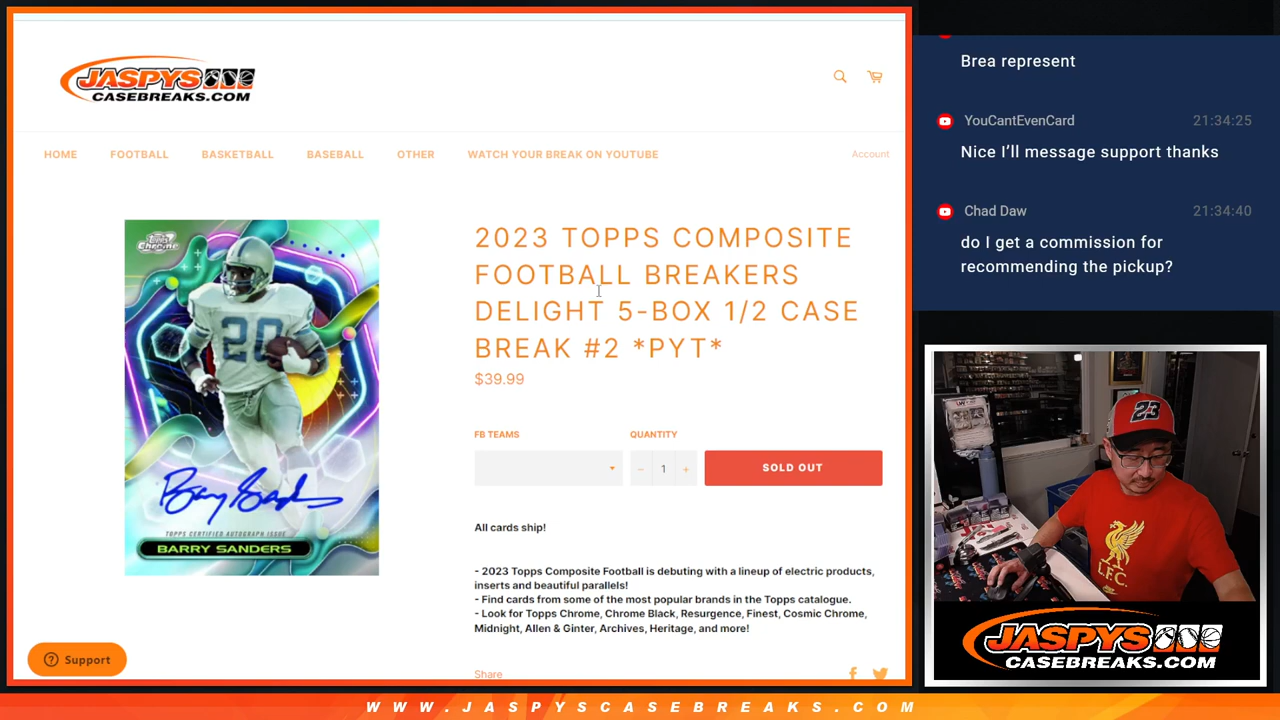 JASPYS
CASEBREAKS.COM
HOME FOOTBALL BASKETBALL BASEBALL OTHER WATCH YOUR BREAK ON YOUTUBE Account
2023 TOPPS COMPOSITE
FOOTBALL BREAKERS
DELIGHT 5-BOX 1/2 CASE
BREAK #2 *PYT*
$39.99
FB TEAMS QUANTITY
1
SOLD OUT
Topps Chrome
20
TOPPS CERTIFIED AUTOGRAPH ISSUE
BARRY SANDERS
All cards ship!
- 2023 Topps Composite Football is debuting with a lineup of electric products,
inserts and beautiful parallels!
- Find cards from some of the most popular brands in the Topps catalogue.
- Look for Topps Chrome, Chrome Black, Resurgence, Finest, Cosmic Chrome,
Midnight, Allen & Ginter, Archives, Heritage, and more!
Share
Support
Brea represent
YouCantEvenCard 21:34:25
Nice I’ll message support thanks
Chad Daw 21:34:40
do I get a commission for
recommending the pickup?
23
L.F.C.
JASPYS
CASEBREAKS.COM
WWW.JASPYSCASEBREAKS.COM